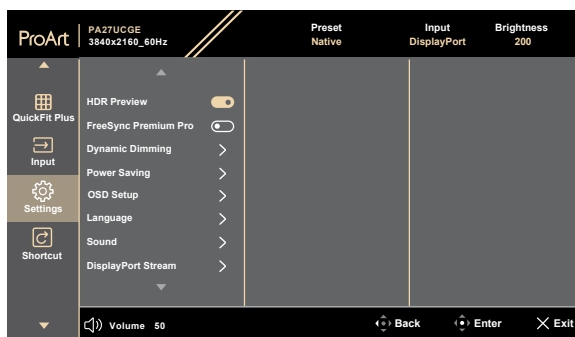 ProArt
PA27UCGE
3840x2160_60Hz
Preset
Native
Input
DisplayPort
Brightness
200
QuickFit Plus
Input
Settings
Shortcut
HDR Preview
FreeSync Premium Pro
Dynamic Dimming
Power Saving
OSD Setup
Language
Sound
DisplayPort Stream
Volume 50
Back
Enter
Exit